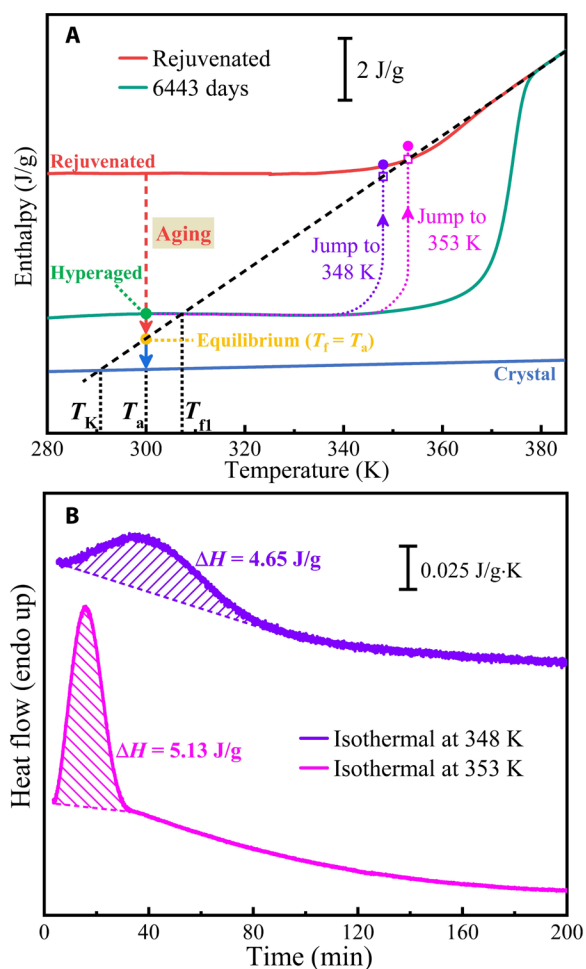 A
Rejuvenated
6443 days
2 J/g
Enthalpy (J/g)
Rejuvenated
Aging
Hyperaged
Jump to
348 K
Jump to
353 K
Equilibrium (Tf = Ta)
Crystal
TK
Ta
Tf1
280 300 320 340 360 380
Temperature (K)
B
ΔH = 4.65 J/g
0.025 J/g·K
Heat flow (endo up)
ΔH = 5.13 J/g
Isothermal at 348 K
Isothermal at 353 K
0 40 80 120 160 200
Time (min)